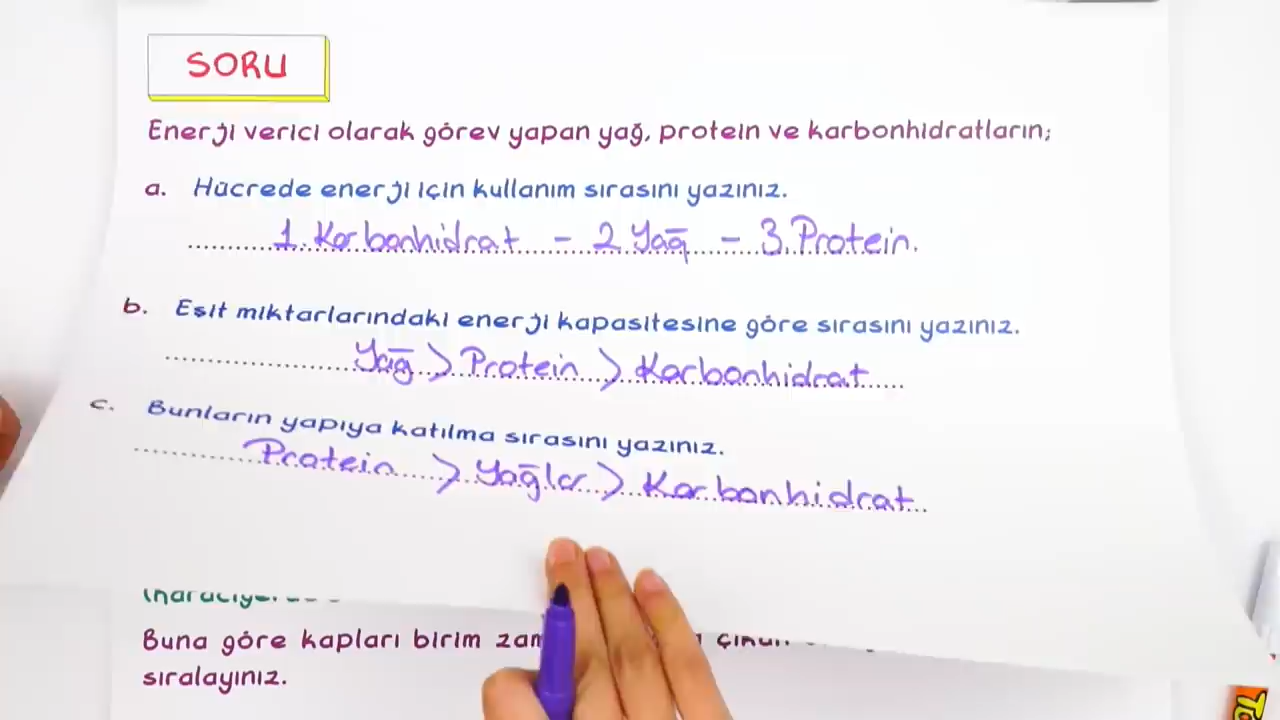 SORU
Enerji verici olarak görev yapan yağ, protein ve karbonhidratların;
a. Hücrede enerji için kullanım sırasını yazınız.
1. Karbonhidrat - 2. Yağ - 3. Protein.
b. Eşit miktarlarındaki enerji kapasitesine göre sırasını yazınız.
Yağ > Protein > Karbonhidrat
c. Bunların yapıya katılma sırasını yazınız.
Protein > Yağlar > Karbonhidrat
Buna göre kapları birim
sıralayınız.